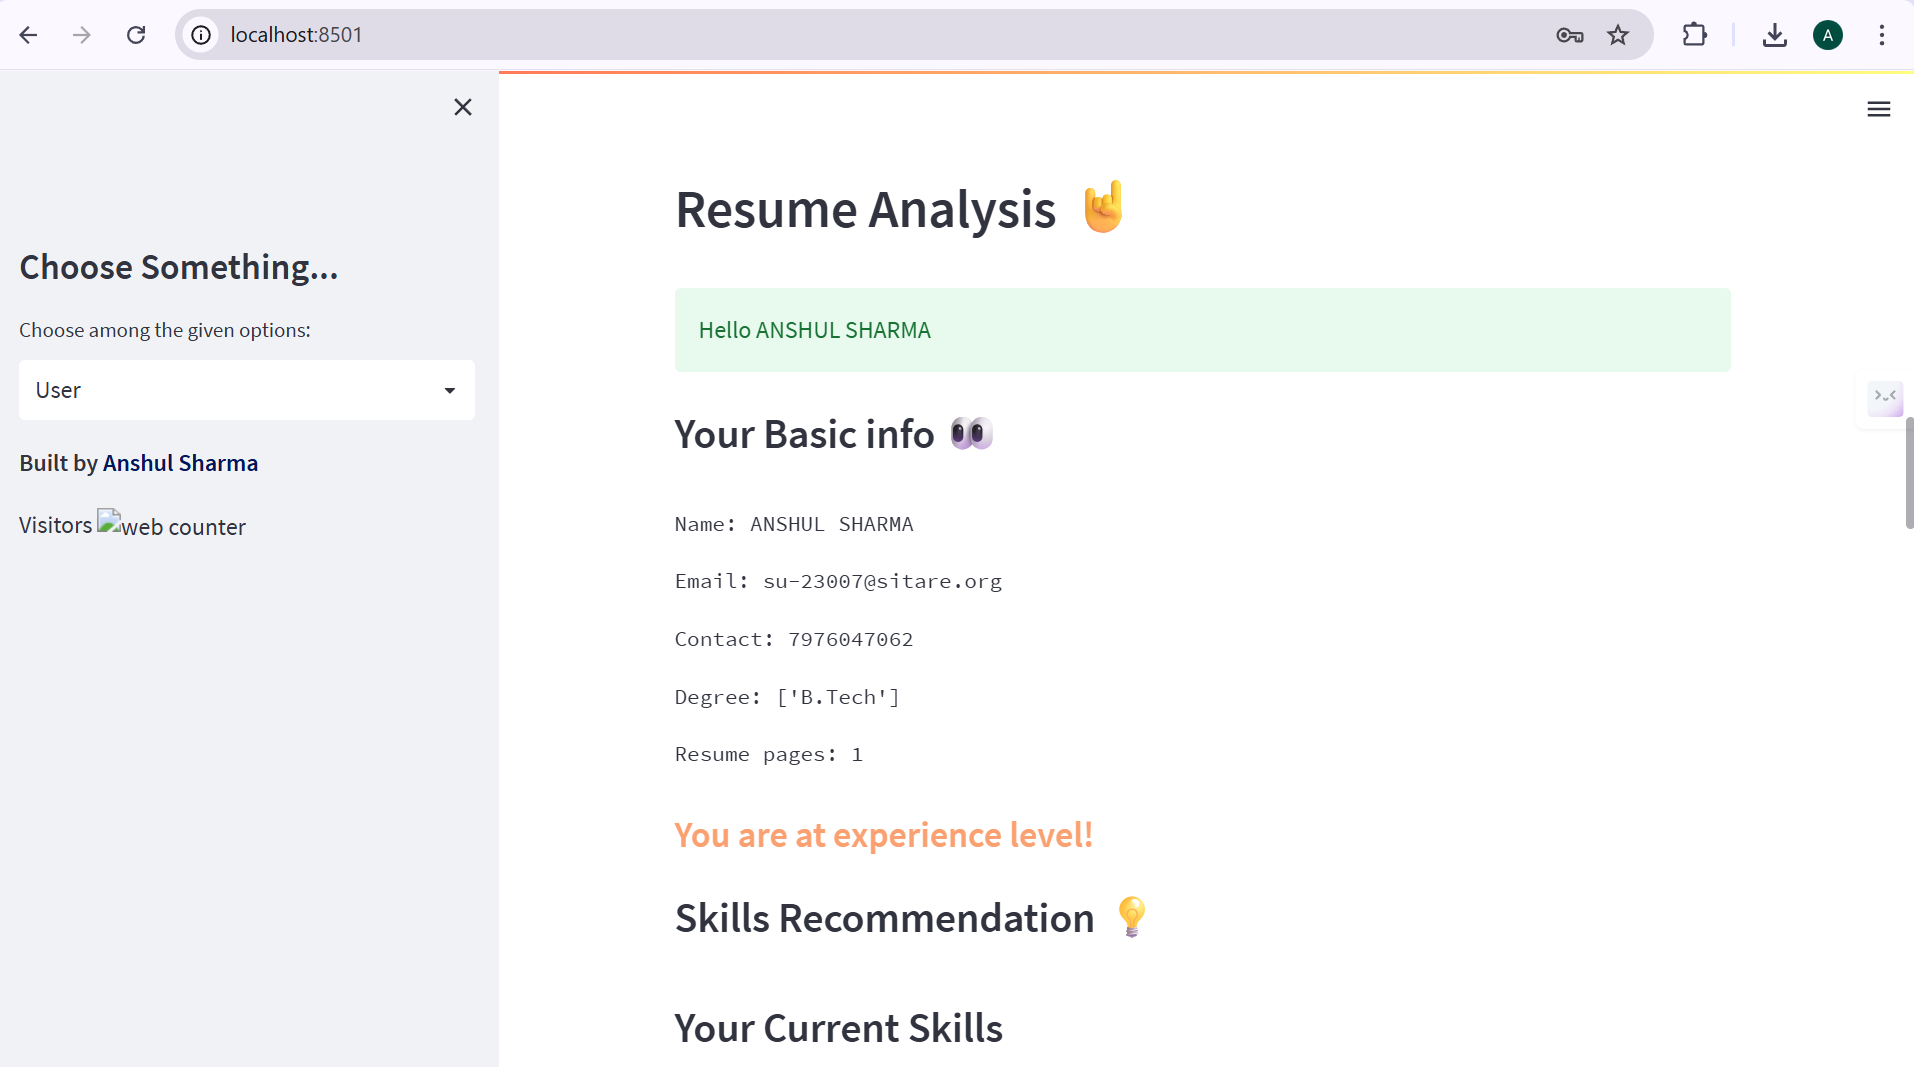 localhost:8501
A
Choose Something...
Choose among the given options:
User
Built by Anshul Sharma
Visitors web counter
Resume Analysis 🤘
Hello ANSHUL SHARMA
Your Basic info 👀
Name: ANSHUL SHARMA
Email: su-23007@sitare.org
Contact: 7976047062
Degree: ['B.Tech']
Resume pages: 1
You are at experience level!
Skills Recommendation 💡
Your Current Skills